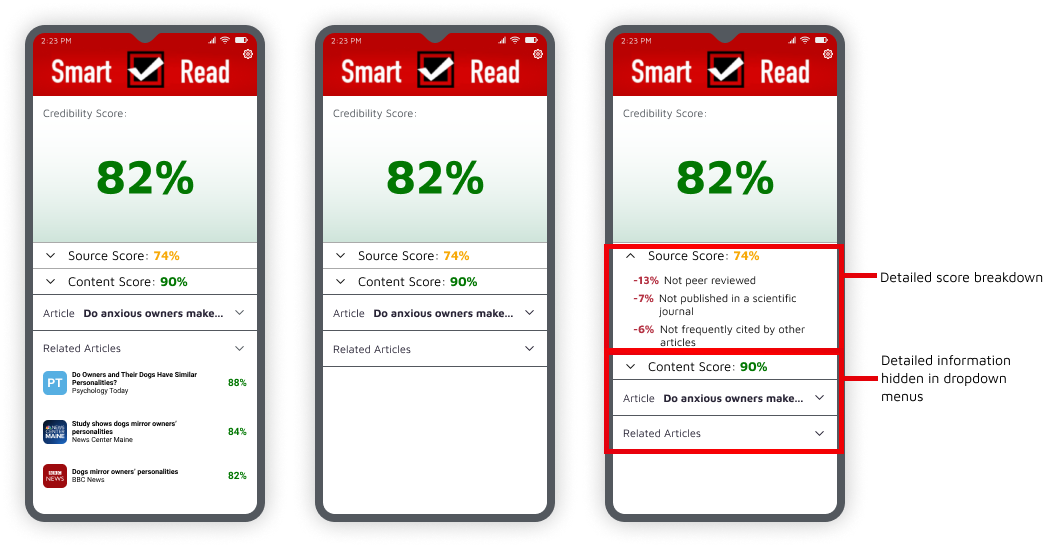 2:23 PM
Smart Read
Credibility Score:
82%
Source Score: 74%
Content Score: 90%
Article Do anxious owners make...
Related Articles
PT
Do Owners and Their Dogs Have Similar
Personalities?
Psychology Today
88%
NEWS
CENTER
MAINE
Study shows dogs mirror owners'
personalities
News Center Maine
84%
BBC
NEWS
Dogs mirror owners' personalities
BBC News
82%
2:23 PM
Smart Read
Credibility Score:
82%
Source Score: 74%
Content Score: 90%
Article Do anxious owners make...
Related Articles
2:23 PM
Smart Read
Credibility Score:
82%
Source Score: 74%
-13% Not peer reviewed
-7% Not published in a scientific
journal
-6% Not frequently cited by other
articles
Content Score: 90%
Article Do anxious owners make...
Related Articles
Detailed score breakdown
Detailed information
hidden in dropdown
menus